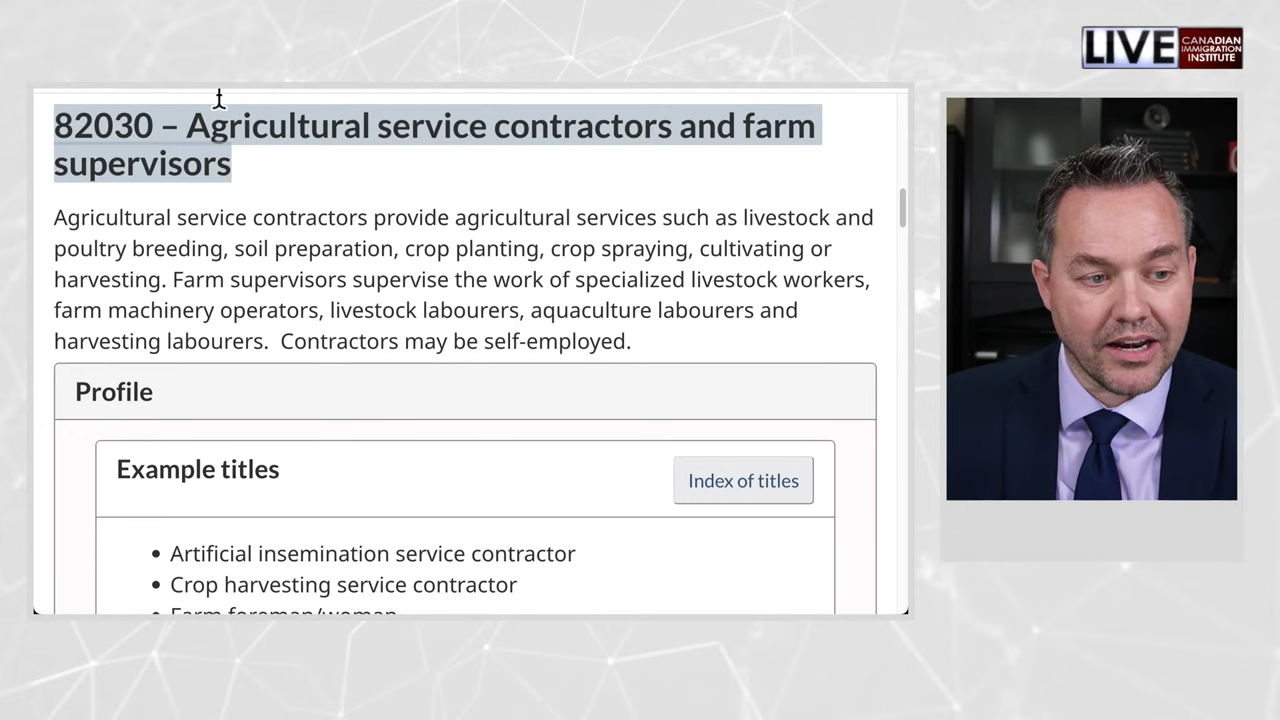 LIVE
CANADIAN
IMMIGRATION
INSTITUTE
82030 – Agricultural service contractors and farm
supervisors
Agricultural service contractors provide agricultural services such as livestock and
poultry breeding, soil preparation, crop planting, crop spraying, cultivating or
harvesting. Farm supervisors supervise the work of specialized livestock workers,
farm machinery operators, livestock labourers, aquaculture labourers and
harvesting labourers.  Contractors may be self-employed.
Profile
Example titles
Index of titles
• Artificial insemination service contractor
• Crop harvesting service contractor
• Farm foreman/woman